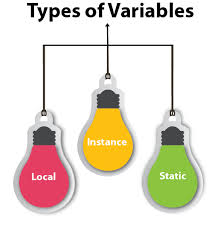 Types of Variables
Local
Instance
Static